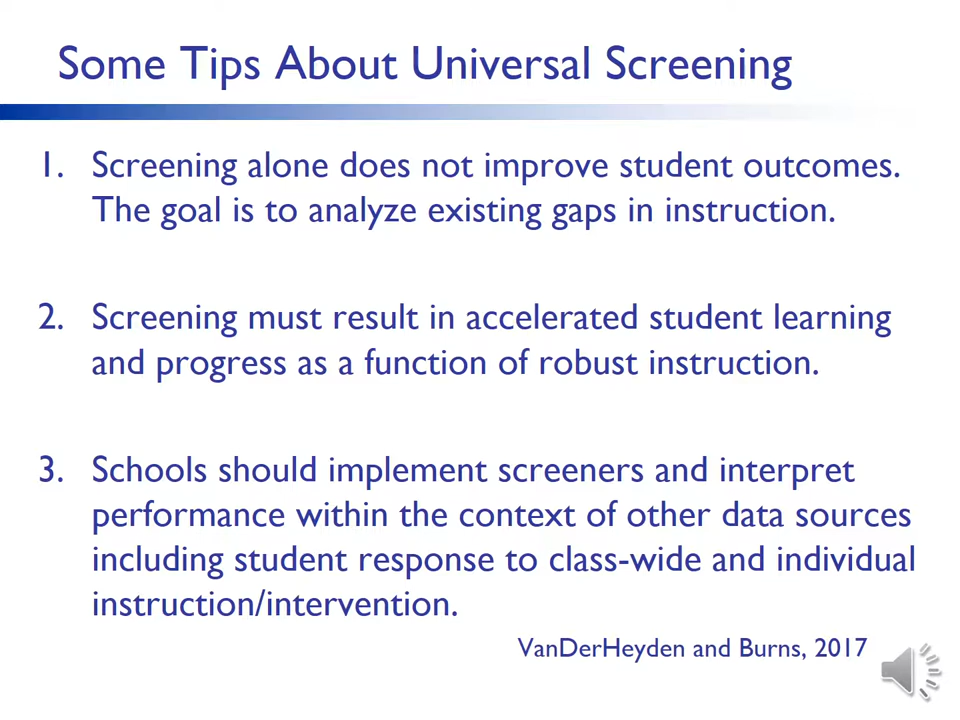 Some Tips About Universal Screening
1. Screening alone does not improve student outcomes.
The goal is to analyze existing gaps in instruction.
2. Screening must result in accelerated student learning
and progress as a function of robust instruction.
3. Schools should implement screeners and interpret
performance within the context of other data sources
including student response to class-wide and individual
instruction/intervention.
VanDerHeyden and Burns, 2017